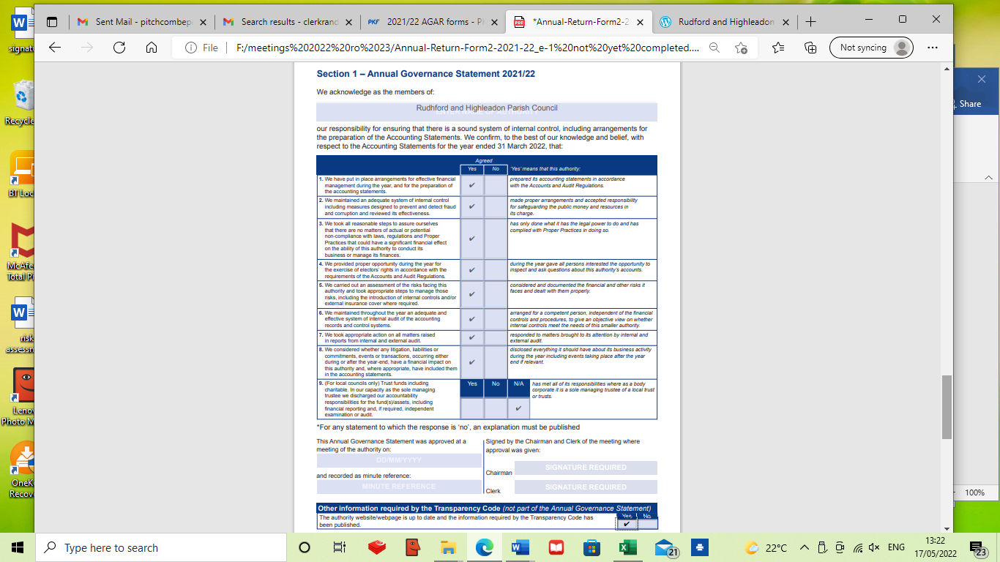 signatu
Recycle
BT Loc
McAfe
Total P
risk
assessm
Leno
Photo M
OneK
Recov
Sent Mail - pitchcombep
Search results - clerkrand
PKF
2021/22 AGAR forms - P
PDF
*Annual-Return-Form2-2
Rudford and Highleadon
File
F:/meetings%202022%20ro%2023/Annual-Return-Form2-2021-22_e-1%20not%20yet%20completed....
Not syncing
Share
Section 1 – Annual Governance Statement 2021/22
We acknowledge as the members of:
Rudhford and Highleadon Parish Council
ENTER NAME OF AUTHORITY
our responsibility for ensuring that there is a sound system of internal control, including arrangements for
the preparation of the Accounting Statements. We confirm, to the best of our knowledge and belief, with
respect to the Accounting Statements for the year ended 31 March 2022, that:
Agreed
Yes No 'Yes' means that this authority:
1. We have put in place arrangements for effective financial
management during the year, and for the preparation of
the accounting statements.
✔
prepared its accounting statements in accordance
with the Accounts and Audit Regulations.
2. We maintained an adequate system of internal control
including measures designed to prevent and detect fraud
and corruption and reviewed its effectiveness.
✔
made proper arrangements and accepted responsibility
for safeguarding the public money and resources in
its charge.
3. We took all reasonable steps to assure ourselves
that there are no matters of actual or potential
non-compliance with laws, regulations and Proper
Practices that could have a significant financial effect
on the ability of this authority to conduct its
business or manage its finances.
✔
has only done what it has the legal power to do and has
complied with Proper Practices in doing so.
4. We provided proper opportunity during the year for
the exercise of electors' rights in accordance with the
requirements of the Accounts and Audit Regulations.
✔
during the year gave all persons interested the opportunity to
inspect and ask questions about this authority's accounts.
5. We carried out an assessment of the risks facing this
authority and took appropriate steps to manage those
risks, including the introduction of internal controls and/or
external insurance cover where required.
✔
considered and documented the financial and other risks it
faces and dealt with them properly.
6. We maintained throughout the year an adequate and
effective system of internal audit of the accounting
records and control systems.
✔
arranged for a competent person, independent of the financial
controls and procedures, to give an objective view on whether
internal controls meet the needs of this smaller authority.
7. We took appropriate action on all matters raised
in reports from internal and external audit.
✔
responded to matters brought to its attention by internal and
external audit.
8. We considered whether any litigation, liabilities or
commitments, events or transactions, occurring either
during or after the year-end, have a financial impact on
this authority and, where appropriate, have included them
in the accounting statements.
✔
disclosed everything it should have about its business activity
during the year including events taking place after the year
end if relevant.
9. (For local councils only) Trust funds including
charitable. In our capacity as the sole managing
trustee we discharged our accountability
responsibilities for the fund(s)/assets, including
financial reporting and, if required, independent
examination or audit.
Yes No N/A
✔
has met all of its responsibilities where as a body
corporate it is a sole managing trustee of a local trust
or trusts.
*For any statement to which the response is 'no', an explanation must be published
This Annual Governance Statement was approved at a
meeting of the authority on:
DD/MM/YYYY
and recorded as minute reference:
MINUTE REFERENCE
Signed by the Chairman and Clerk of the meeting where
approval was given:
Chairman SIGNATURE REQUIRED
Clerk SIGNATURE REQUIRED
Other information required by the Transparency Code (not part of the Annual Governance Statement)
Yes No
The authority website/webpage is up to date and the information required by the Transparency Code has
been published.
✔
100%
Type here to search
21
22°C
ENG
13:22
17/05/2022
23